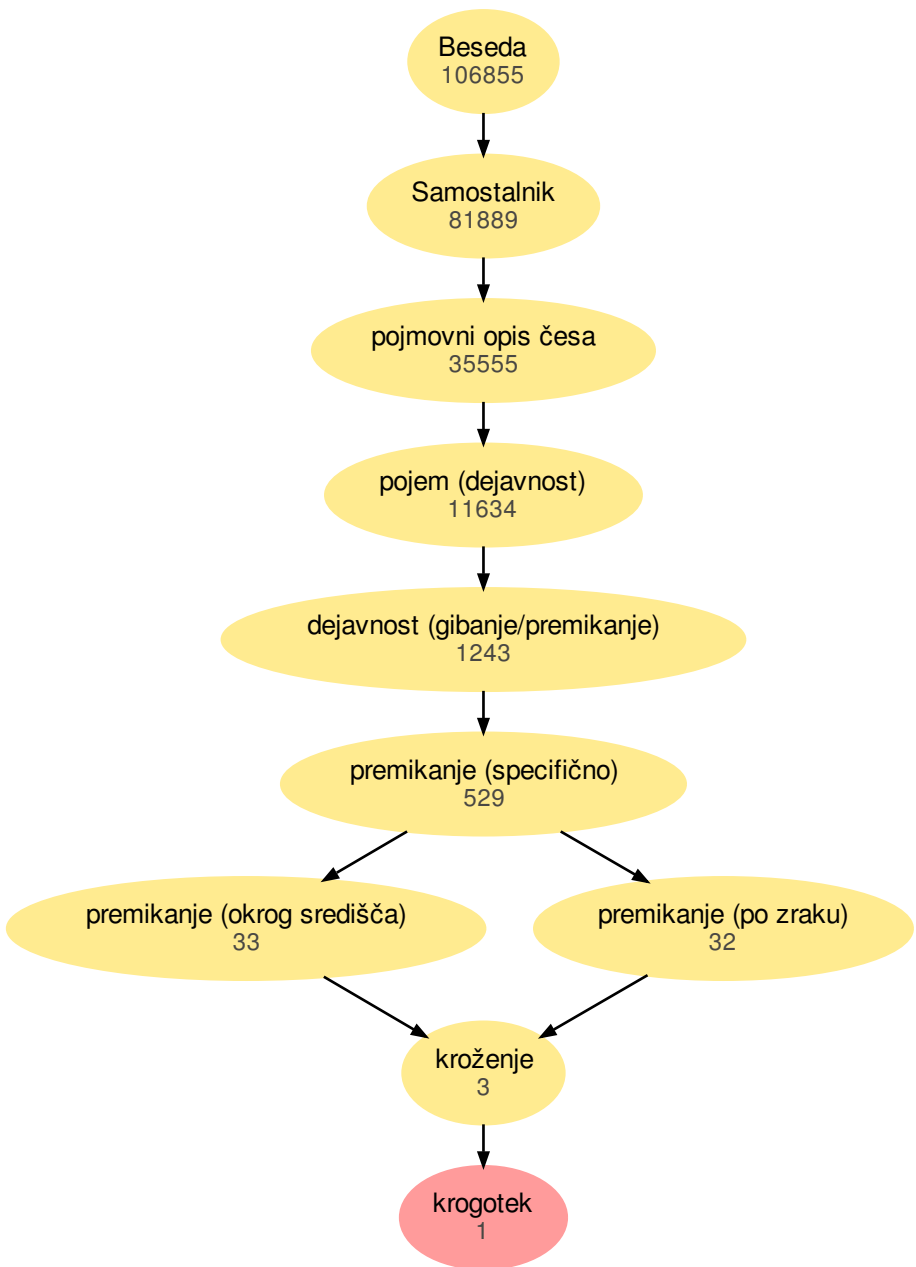 Beseda
106855
Samostalnik
81889
pojmovni opis česa
35555
pojem (dejavnost)
11634
dejavnost (gibanje/premikanje)
1243
premikanje (specifično)
529
premikanje (okrog središča)
33
premikanje (po zraku)
32
kroženje
3
krogotek
1